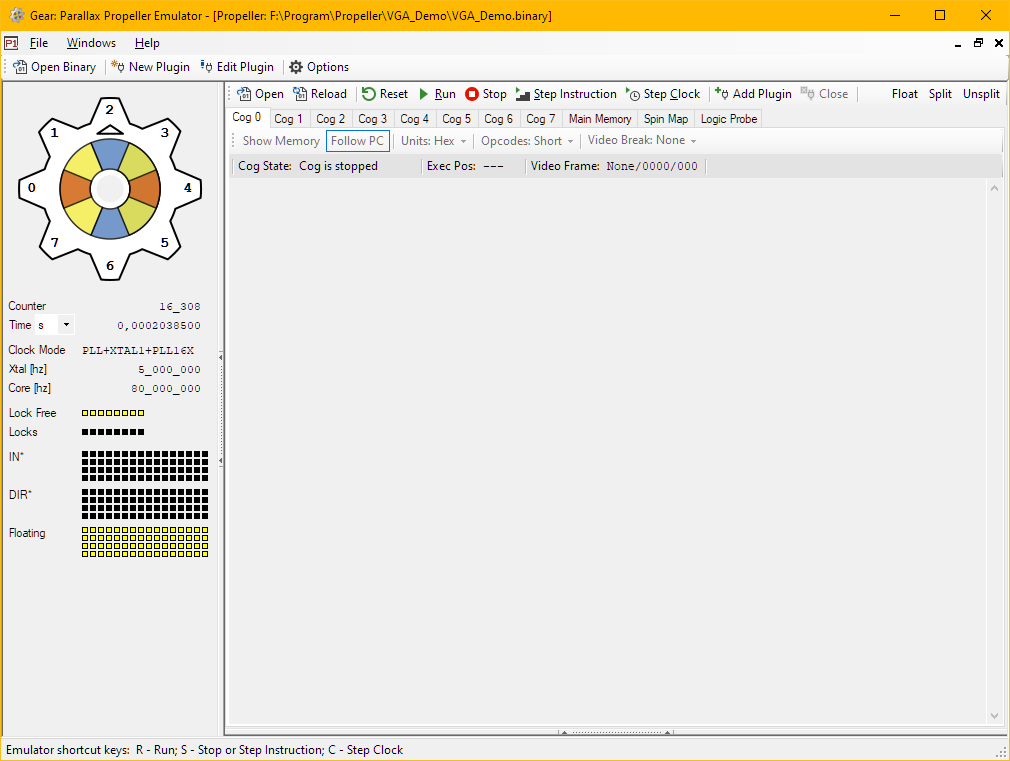 Gear: Parallax Propeller Emulator - [Propeller: F:\Program\Propeller\VGA_Demo\VGA_Demo.binary]
P1 File Windows Help
Open Binary New Plugin Edit Plugin Options
Open Reload Reset Run Stop Step Instruction Step Clock Add Plugin Close Float Split Unsplit
Cog 0 Cog 1 Cog 2 Cog 3 Cog 4 Cog 5 Cog 6 Cog 7 Main Memory Spin Map Logic Probe
Show Memory Follow PC Units: Hex Opcodes: Short Video Break: None
Cog State: Cog is stopped Exec Pos: --- Video Frame: None/0000/000
2
1 3
0 4
7 5
6
Counter 16_308
Time s 0,0002038500
Clock Mode PLL+XTAL1+PLL16X
Xtal [hz] 5_000_000
Core [hz] 80_000_000
Lock Free
Locks
IN*
DIR*
Floating
Emulator shortcut keys: R - Run; S - Stop or Step Instruction; C - Step Clock